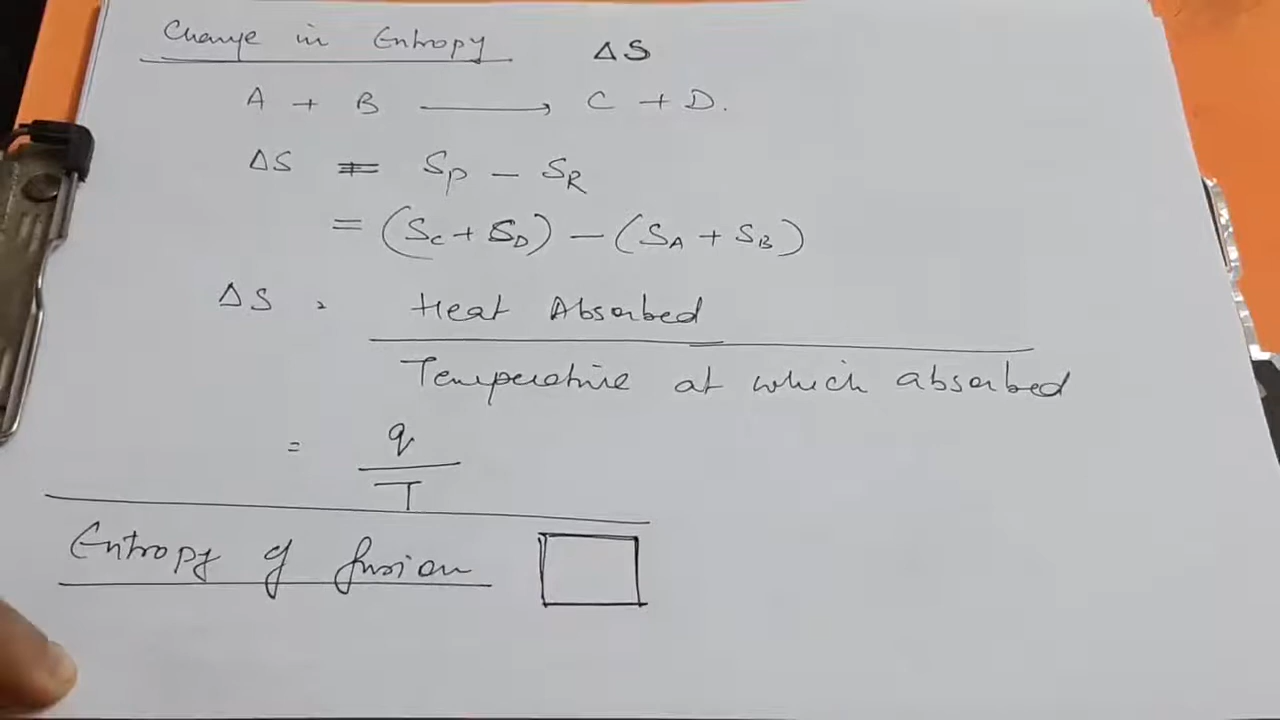 Change in Entropy ΔS
A + B ⟶ C + D.
ΔS = Sp - SR
= (Sc + SD) - (SA + SB)
ΔS = Heat Absorbed
Temperature at which absorbed
= q
T
Entropy of fusion